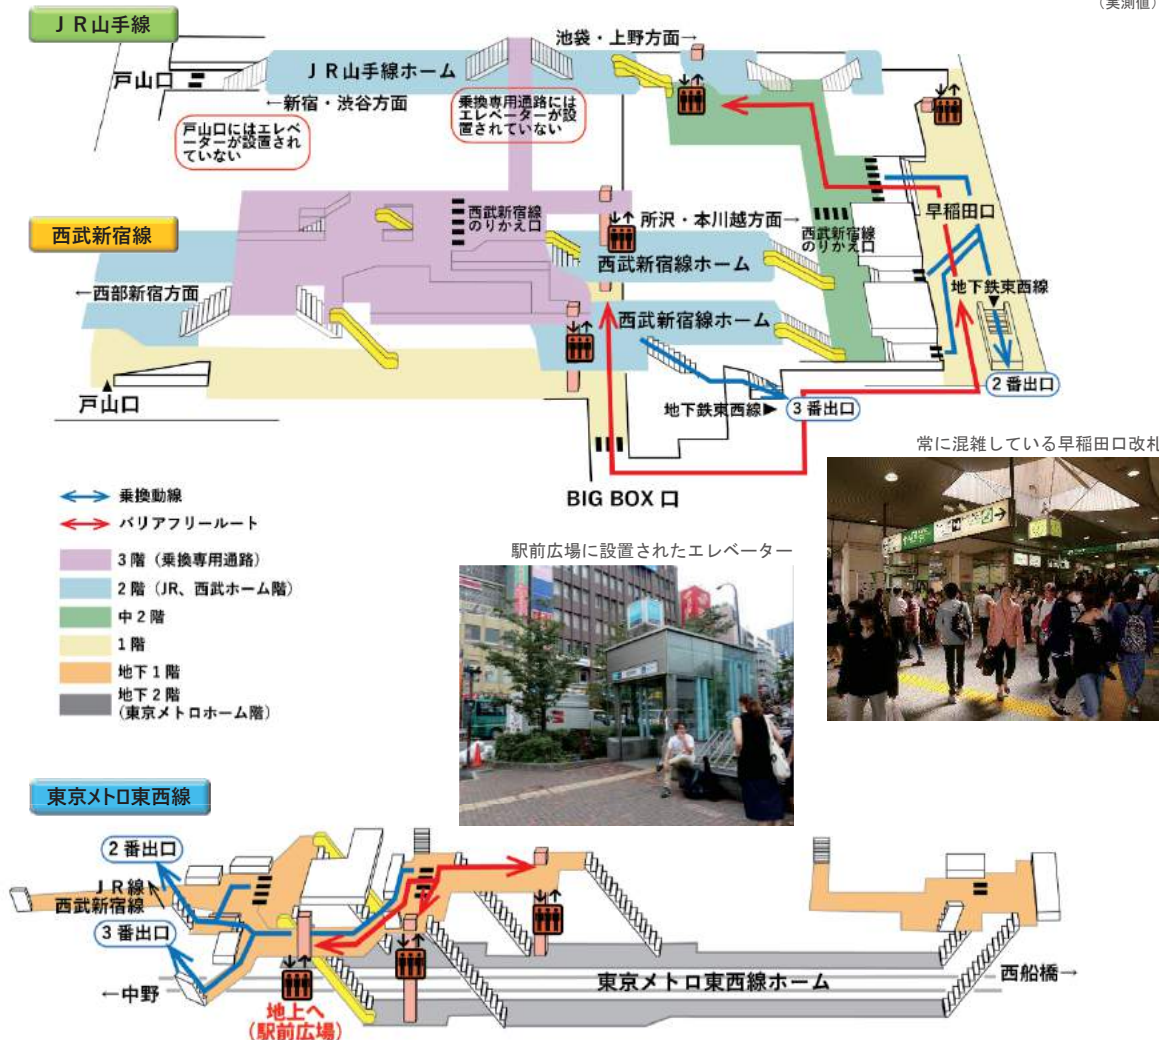 （実測値）
ＪＲ山手線
池袋・上野方面→
戸山口
ＪＲ山手線ホーム
←新宿・渋谷方面
乗換専用通路には
エレベーターが設
置されていない
戸山口にはエレベ
ーターが設置され
ていない
早稲田口
西武新宿線
のりかえ口
所沢・本川越方面→
西武新宿線
のりかえ口
西武新宿線
西武新宿線ホーム
←西部新宿方面
地下鉄東西線
▼
西武新宿線ホーム
２番出口
▲
戸山口
地下鉄東西線▶
３番出口
常に混雑している早稲田口改札
BIG BOX 口
乗換動線
バリアフリールート
３階（乗換専用通路）
２階（JR、西武ホーム階）
中２階
１階
地下１階
地下２階
（東京メトロホーム階）
駅前広場に設置されたエレベーター
東京メトロ東西線
２番出口
ＪＲ線
西武新宿線
３番出口
←中野
東京メトロ東西線ホーム
西船橋→
地上へ
（駅前広場）